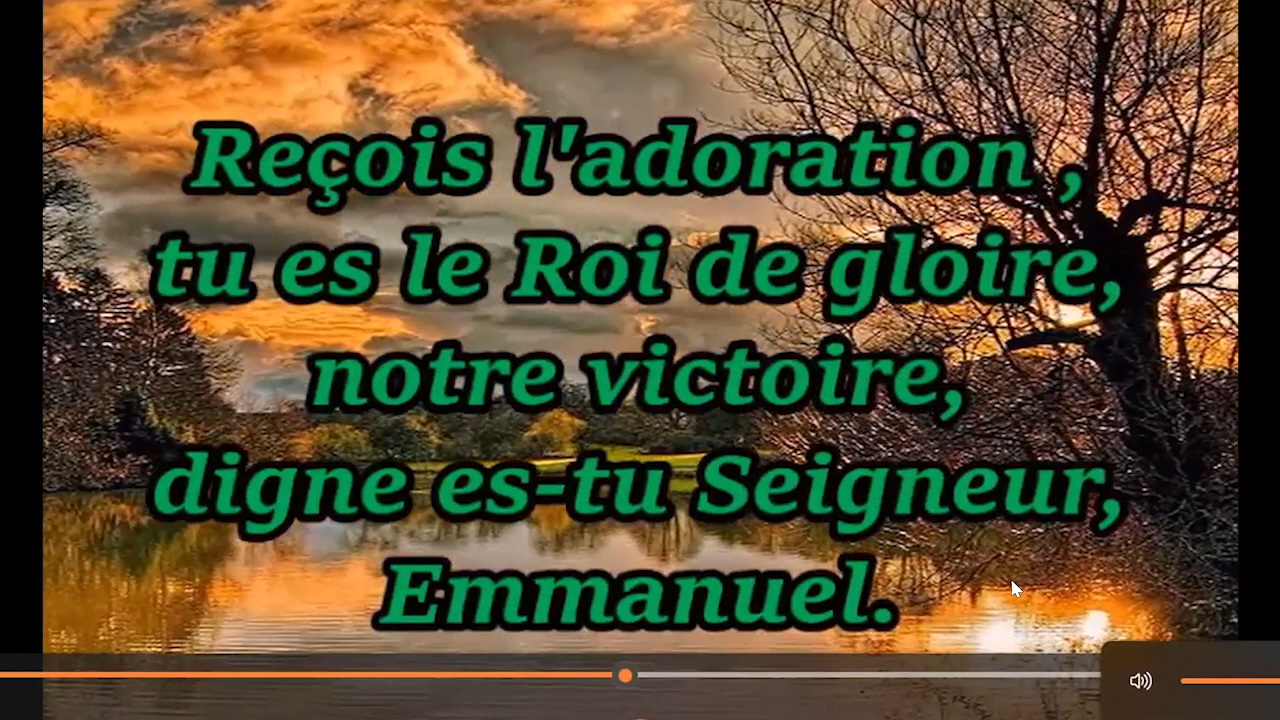 Reçois l'adoration ,
tu es le Roi de gloire,
notre victoire,
digne es-tu Seigneur,
Emmanuel.